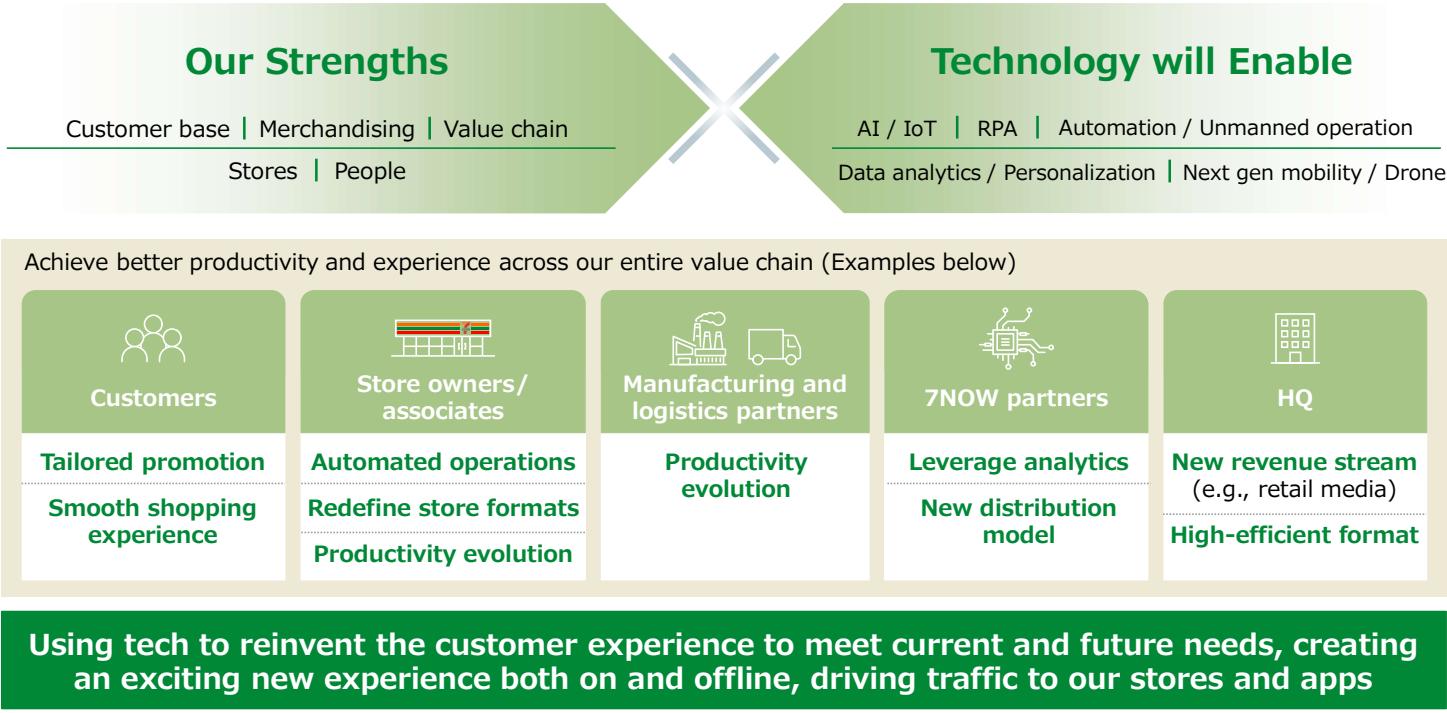 Our Strengths
Customer base | Merchandising | Value chain
Stores | People
Technology will Enable
AI / IoT | RPA | Automation / Unmanned operation
Data analytics / Personalization | Next gen mobility / Drone
Achieve better productivity and experience across our entire value chain (Examples below)
Customers
Tailored promotion
Smooth shopping
experience
Store owners/
associates
Automated operations
Redefine store formats
Productivity evolution
Manufacturing and
logistics partners
Productivity
evolution
7NOW partners
Leverage analytics
New distribution
model
HQ
New revenue stream
(e.g., retail media)
High-efficient format
Using tech to reinvent the customer experience to meet current and future needs, creating
an exciting new experience both on and offline, driving traffic to our stores and apps